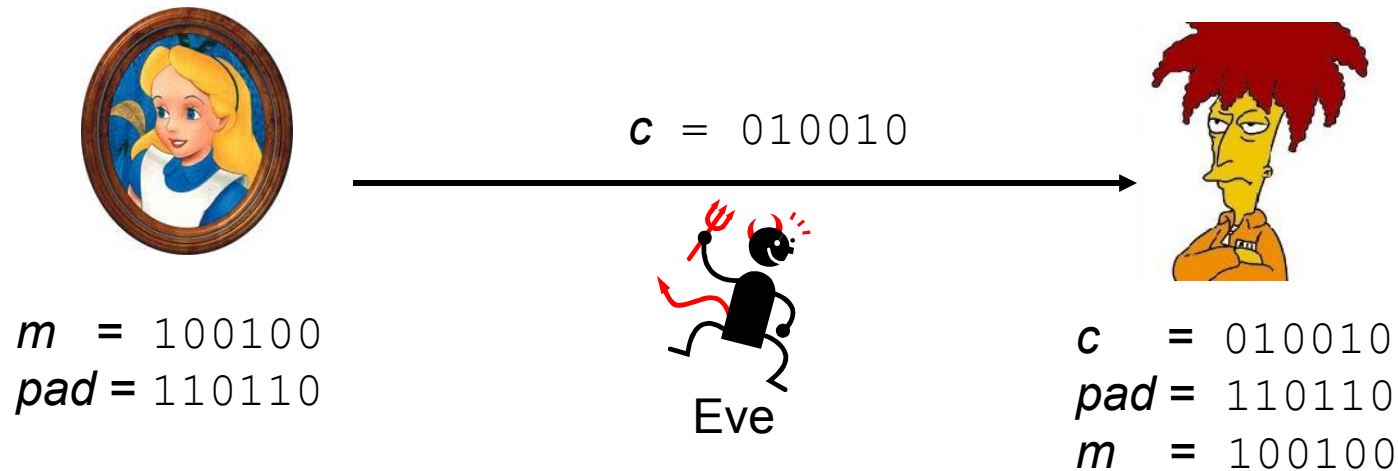 c = 010010
m = 100100
pad = 110110
Eve
c = 010010
pad = 110110
m = 100100